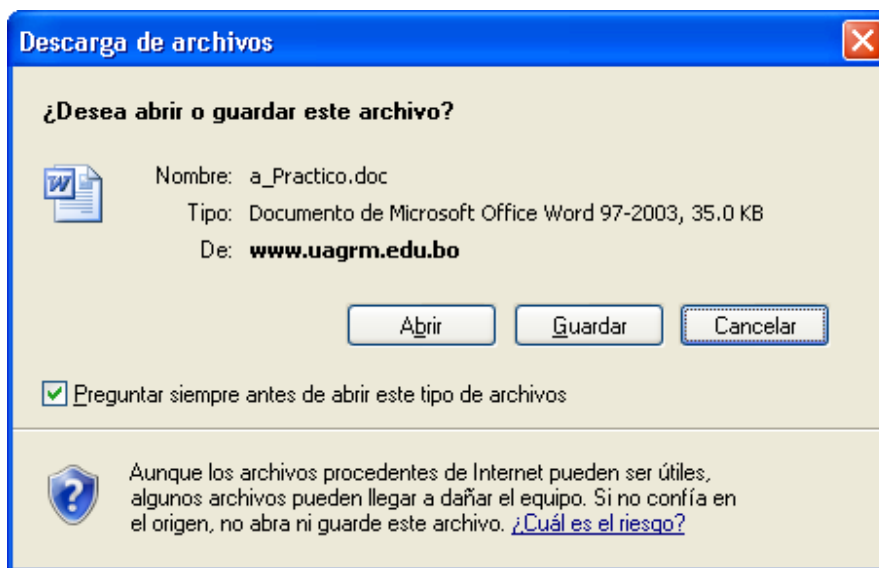 Descarga de archivos
¿Desea abrir o guardar este archivo?
Nombre: a_Practico.doc
Tipo: Documento de Microsoft Office Word 97-2003, 35.0 KB
De: www.uagrm.edu.bo
Abrir Guardar Cancelar
Preguntar siempre antes de abrir este tipo de archivos
Aunque los archivos procedentes de Internet pueden ser útiles,
algunos archivos pueden llegar a dañar el equipo. Si no confía en
el origen, no abra ni guarde este archivo. ¿Cuál es el riesgo?